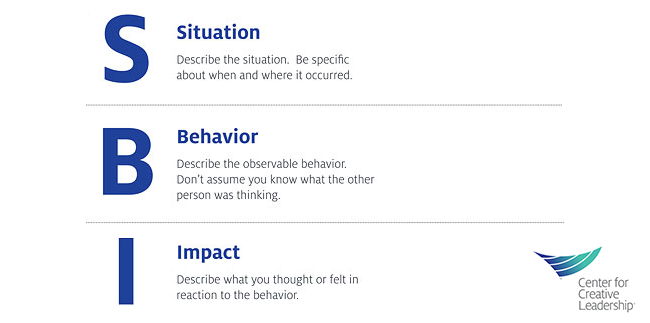 S
Situation
Describe the situation.  Be specific
about when and where it occurred.
B
Behavior
Describe the observable behavior.
Don't assume you know what the other
person was thinking.
I
Impact
Describe what you thought or felt in
reaction to the behavior.
Center for
Creative
Leadership